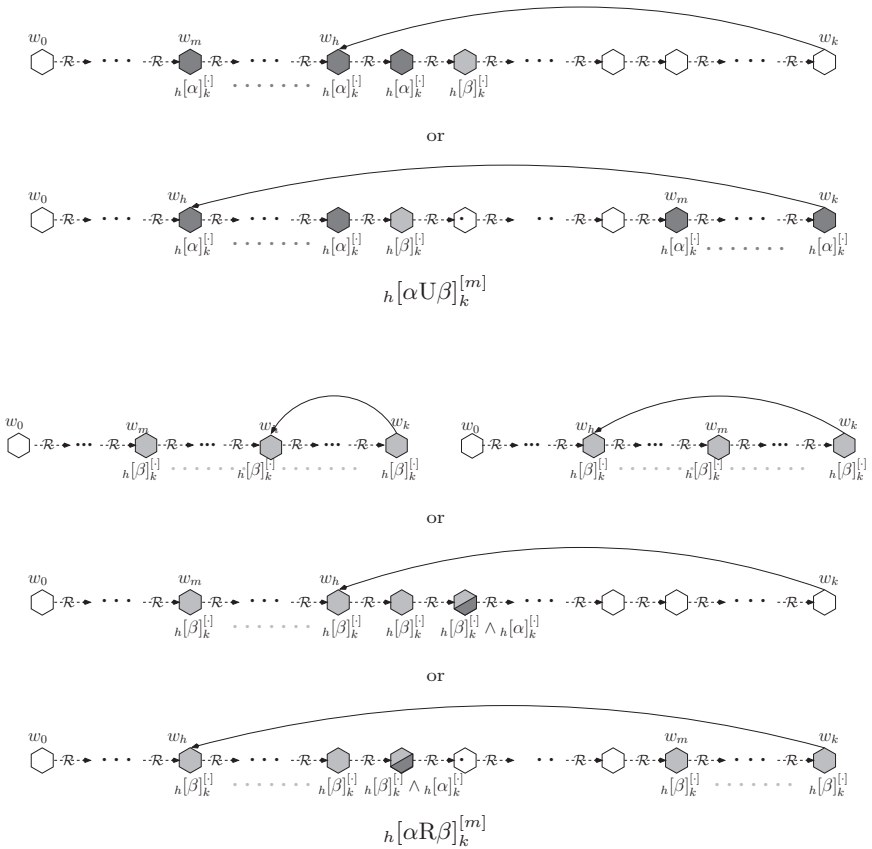 w₀ w_m w_h w_k
ℛ ··· ℛ ℛ ··· ℛ ℛ ℛ ℛ ··· ℛ ℛ ℛ ··· ℛ
ₕ[α]ₖ^[·] ······· ₕ[α]ₖ^[·] ₕ[α]ₖ^[·] ₕ[β]ₖ^[·]
or
w₀ w_h w_m w_k
ℛ ··· ℛ ℛ ··· ℛ ℛ ℛ · ℛ ·· ℛ ℛ ℛ ··· ℛ
ₕ[α]ₖ^[·] ······· ₕ[α]ₖ^[·] ₕ[β]ₖ^[·] ₕ[α]ₖ^[·] ······· ₕ[α]ₖ^[·]
ₕ[αUβ]ₖ^[m]
w₀ w_m w_h w_k w₀ w_h w_m w_k
ℛ ··· ℛ ℛ ··· ℛ ℛ ··· ℛ ℛ ··· ℛ ℛ ··· ℛ ℛ ··· ℛ
ₕ[β]ₖ^[·] ······· ₕ[β]ₖ^[·] ······· ₕ[β]ₖ^[·] ₕ[β]ₖ^[·] ······· ₕ[β]ₖ^[·] ······· ₕ[β]ₖ^[·]
or
w₀ w_m w_h w_k
ℛ ··· ℛ ℛ ··· ℛ ℛ ℛ ℛ ··· ℛ ℛ ℛ ··· ℛ
ₕ[β]ₖ^[·] ······· ₕ[β]ₖ^[·] ₕ[β]ₖ^[·] ₕ[β]ₖ^[·] ∧ ₕ[α]ₖ^[·]
or
w₀ w_h w_m w_k
ℛ ··· ℛ ℛ ··· ℛ ℛ ℛ · ℛ ·· ℛ ℛ ℛ ··· ℛ
ₕ[β]ₖ^[·] ······· ₕ[β]ₖ^[·] ₕ[β]ₖ^[·] ∧ ₕ[α]ₖ^[·] ₕ[β]ₖ^[·] ······· ₕ[β]ₖ^[·]
ₕ[αRβ]ₖ^[m]